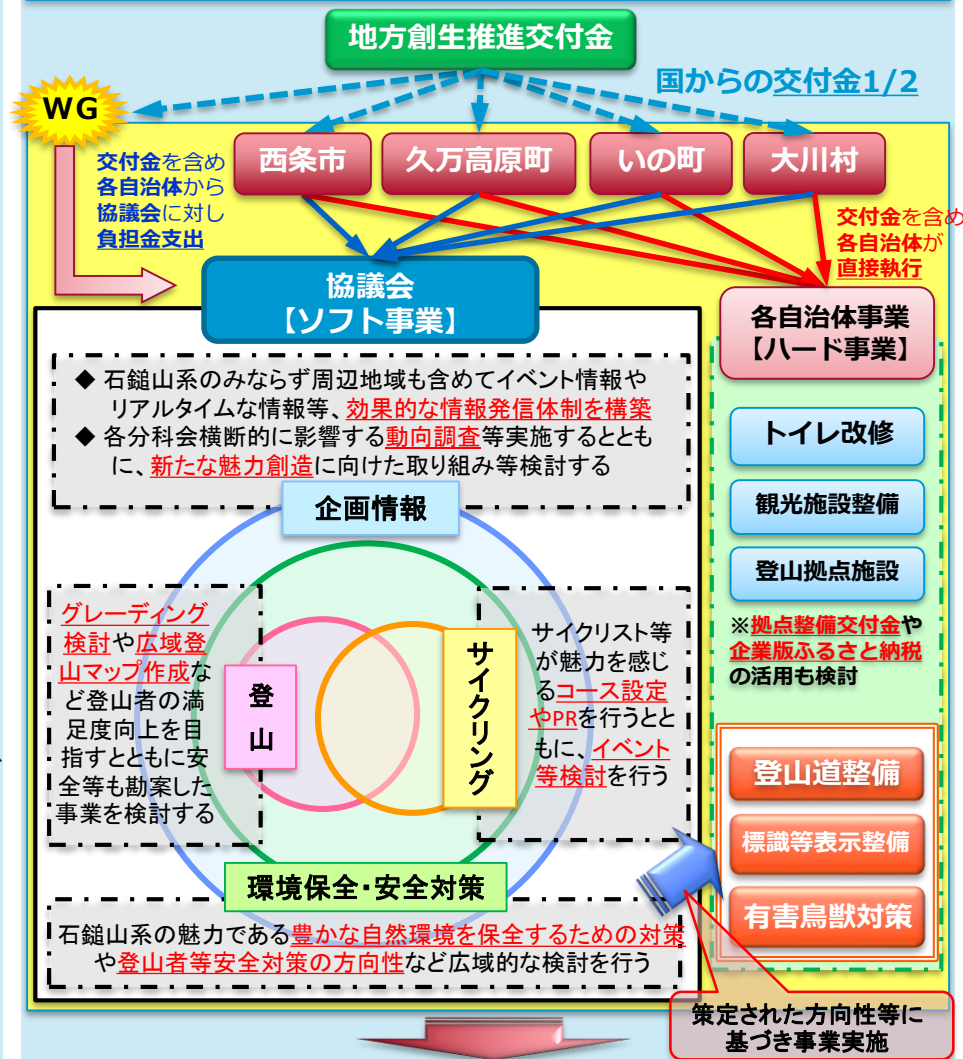 地方創生推進交付金
国からの交付金1/2
WG
西条市
久万高原町
いの町
大川村
交付金を含め
各自治体から
協議会に対し
負担金支出
交付金を含め
各自治体が
直接執行
協議会
【ソフト事業】
各自治体事業
【ハード事業】
◆ 石鎚山系のみならず周辺地域も含めてイベント情報や
リアルタイムな情報等、効果的な情報発信体制を構築
◆ 各分科会横断的に影響する動向調査等実施するととも
に、新たな魅力創造に向けた取り組み等検討する
企画情報
グレーディング
検討や広域登
山マップ作成な
ど登山者の満
足度向上を目
指すとともに安
全等も勘案した
事業を検討する
登
山
サイクリング
サイクリスト等
が魅力を感じ
るコース設定
やPRを行うとと
もに、イベント
等検討を行う
環境保全・安全対策
石鎚山系の魅力である豊かな自然環境を保全するための対策
や登山者等安全対策の方向性など広域的な検討を行う
トイレ改修
観光施設整備
登山拠点施設
※拠点整備交付金や
企業版ふるさと納税
の活用も検討
登山道整備
標識等表示整備
有害鳥獣対策
策定された方向性等に
基づき事業実施